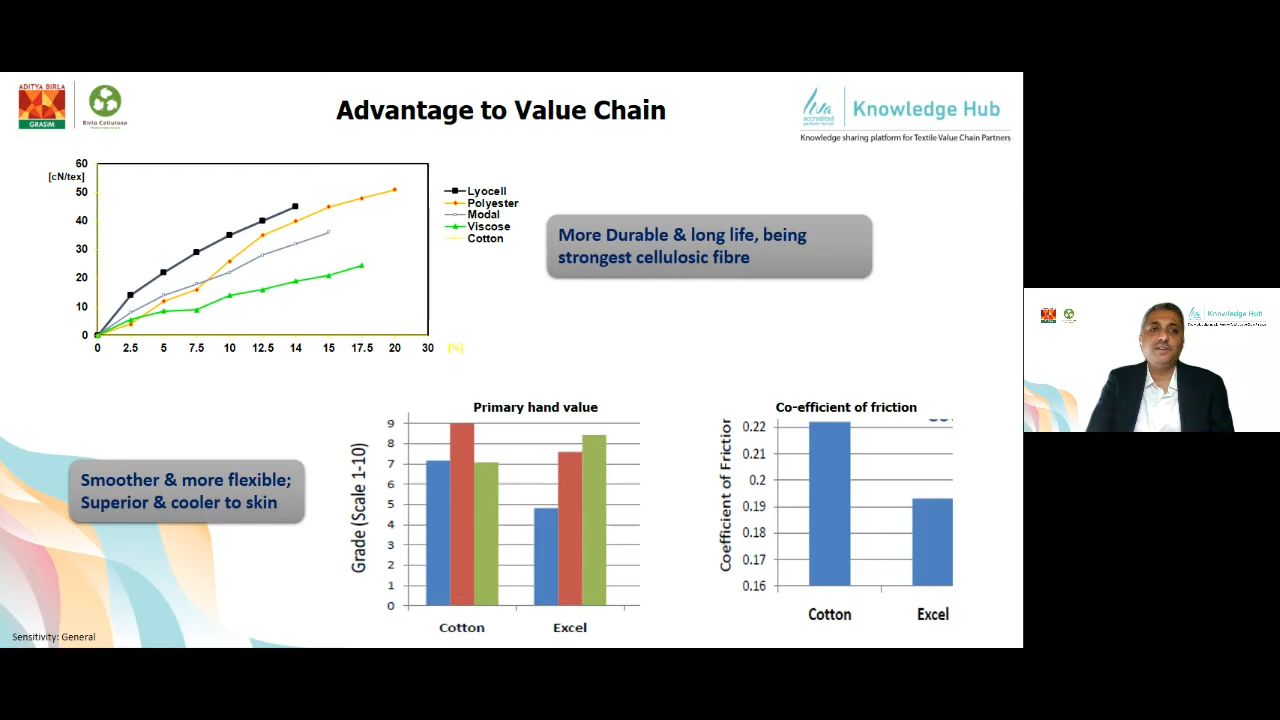 ADITYA BIRLA
GRASIM
Birla Cellulose
Advantage to Value Chain
liva
accredited
partner forum
Knowledge Hub
Knowledge sharing platform for Textile Value Chain Partners
60
[cN/tex]
50
40
30
20
10
0
0 2.5 5 7.5 10 12.5 14 15 17.5 20 30 [%]
Lyocell
Polyester
Modal
Viscose
Cotton
More Durable & long life, being
strongest cellulosic fibre
Smoother & more flexible;
Superior & cooler to skin
Primary hand value
Grade (Scale 1-10)
9
8
7
6
5
4
3
2
1
0
Cotton Excel
Co-efficient of friction
Coefficient of Friction
0.22
0.21
0.2
0.19
0.18
0.17
0.16
Cotton Excel
Sensitivity: General
Knowledge Hub